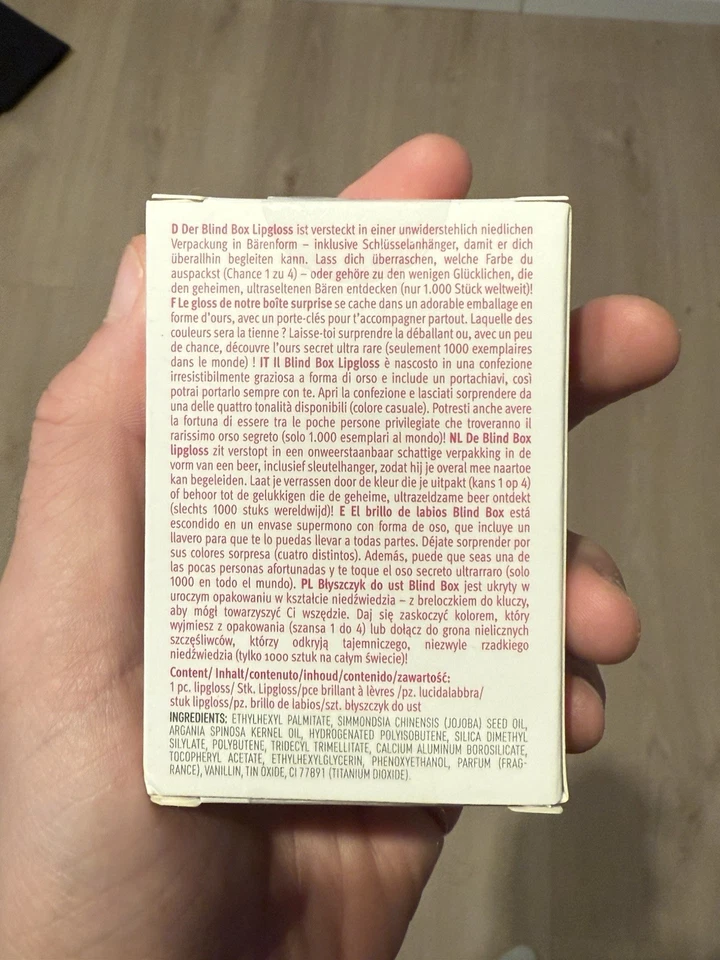 D Der Blind Box Lipgloss ist versteckt in einer unwiderstehlich niedlichen
Verpackung in Bärenform – inklusive Schlüsselanhänger, damit er dich
überallhin begleiten kann. Lass dich überraschen, welche Farbe du
auspackst (Chance 1 zu 4) – oder gehöre zu den wenigen Glücklichen, die
den geheimen, ultraseltenen Bären entdecken (nur 1.000 Stück weltweit)!
F Le gloss de notre boîte surprise se cache dans un adorable emballage en
forme d'ours, avec un porte-clés pour t'accompagner partout. Laquelle des
couleurs sera la tienne ? Laisse-toi surprendre la déballant ou, avec un peu
de chance, découvre l'ours secret ultra rare (seulement 1000 exemplaires
dans le monde) ! IT Il Blind Box Lipgloss è nascosto in una confezione
irresistibilmente graziosa a forma di orso e include un portachiavi, così
potrai portarlo sempre con te. Apri la confezione e lasciati sorprendere da
una delle quattro tonalità disponibili (colore casuale). Potresti anche avere
la fortuna di essere tra le poche persone privilegiate che troveranno il
rarissimo orso segreto (solo 1.000 esemplari al mondo)! NL De Blind Box
lipgloss zit verstopt in een onweerstaanbaar schattige verpakking in de
vorm van een beer, inclusief sleutelhanger, zodat hij je overal mee naartoe
kan begeleiden. Laat je verrassen door de kleur die je uitpakt (kans 1 op 4)
of behoor tot de gelukkigen die de geheime, ultrazeldzame beer ontdekt
(slechts 1000 stuks wereldwijd)! E El brillo de labios Blind Box está
escondido en un envase supermono con forma de oso, que incluye un
llavero para que te lo puedas llevar a todas partes. Déjate sorprender por
sus colores sorpresa (cuatro distintos). Además, puede que seas una de
las pocas personas afortunadas y te toque el oso secreto ultrarraro (solo
1000 en todo el mundo). PL Błyszczyk do ust Blind Box jest ukryty w
uroczym opakowaniu w kształcie niedźwiedzia – z breloczkiem do kluczy,
aby mógł towarzyszyć Ci wszędzie. Daj się zaskoczyć kolorem, który
wyjmiesz z opakowania (szansa 1 do 4) lub dołącz do grona nielicznych
szczęśliwców, którzy odkryją tajemniczego, niezwyle rzadkiego
niedźwiedzia (tylko 1000 sztuk na całym świecie)!
Content/ Inhalt/contenuto/inhoud/contenido/zawartość:
1 pc. lipgloss/ Stk. Lipgloss/pce brillant à lèvres /pz. lucidalabbra/
stuk lipgloss/pz. brillo de labios/szt. błyszczyk do ust
INGREDIENTS: ETHYLHEXYL PALMITATE, SIMMONDSIA CHINENSIS (JOJOBA) SEED OIL,
ARGANIA SPINOSA KERNEL OIL, HYDROGENATED POLYISOBUTENE, SILICA DIMETHYL
SILYLATE, POLYBUTENE, TRIDECYL TRIMELLITATE, CALCIUM ALUMINUM BOROSILICATE,
TOCOPHERYL ACETATE, ETHYLHEXYLGLYCERIN, PHENOXYETHANOL, PARFUM (FRAG-
RANCE), VANILLIN, TIN OXIDE, CI 77891 (TITANIUM DIOXIDE).